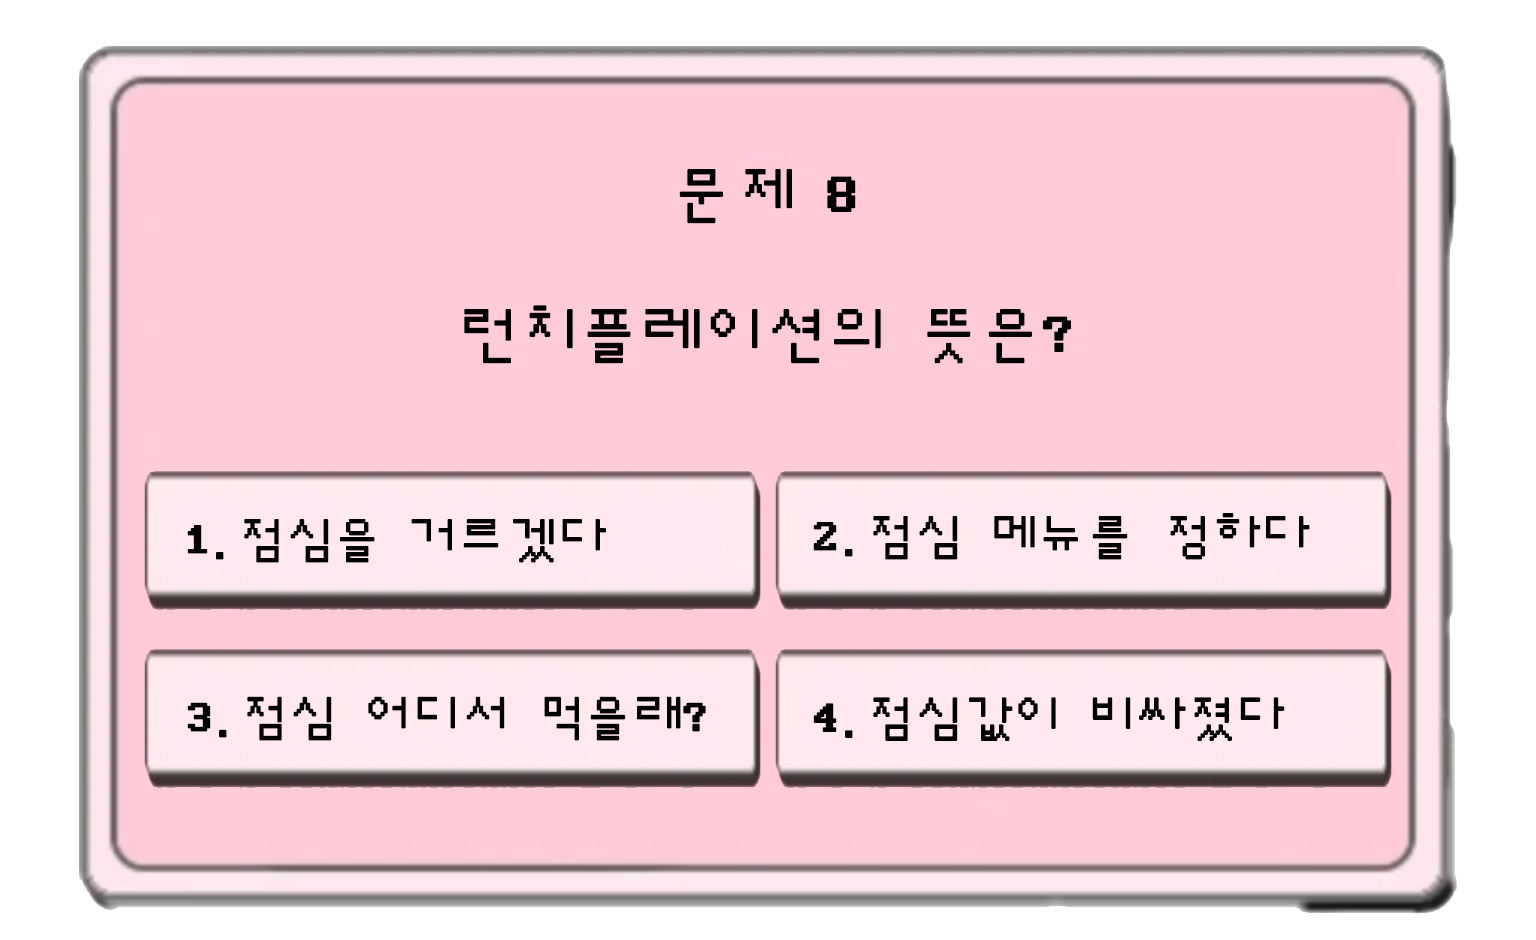 문제 8
런치플레이션의 뜻은?
1. 점심을 거르겠다
2. 점심 메뉴를 정하다
3. 점심 어디서 먹을래?
4. 점심값이 비싸졌다